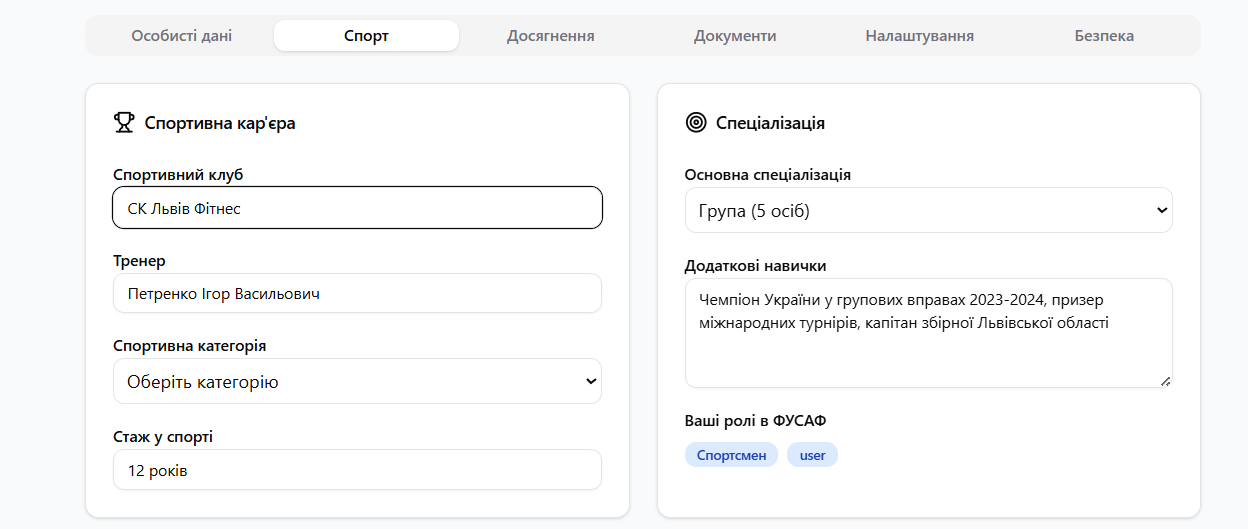 Особисті дані
Спорт
Досягнення
Документи
Налаштування
Безпека
Спортивна кар'єра
Спортивний клуб
СК Львів Фітнес
Тренер
Петренко Ігор Васильович
Спортивна категорія
Оберіть категорію
Стаж у спорті
12 років
Спеціалізація
Основна спеціалізація
Група (5 осіб)
Додаткові навички
Чемпіон України у групових вправах 2023-2024, призер
міжнародних турнірів, капітан збірної Львівської області
Ваші ролі в ФУСАФ
Спортсмен
user